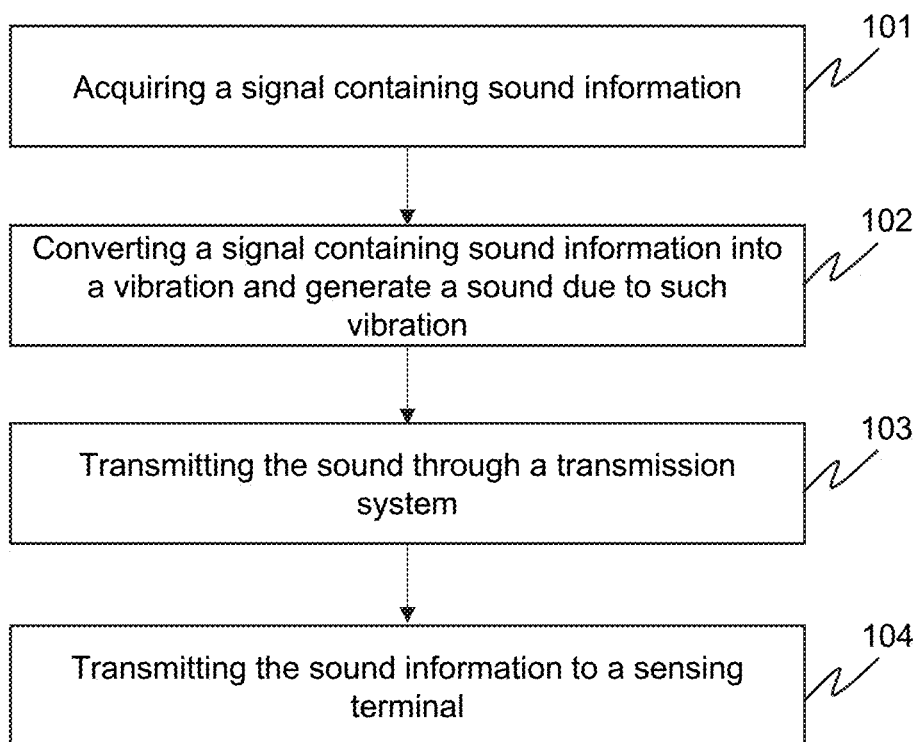 101
Acquiring a signal containing sound information
102
Converting a signal containing sound information into
a vibration and generate a sound due to such
vibration
103
Transmitting the sound through a transmission
system
104
Transmitting the sound information to a sensing
terminal